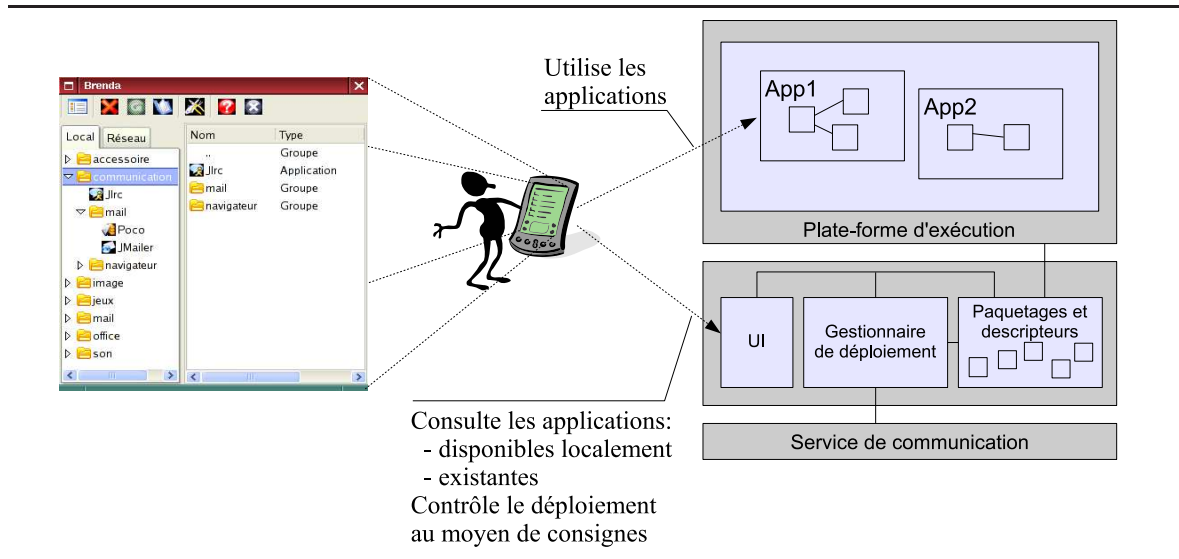 Brenda
Local
Réseau
accessoire
communication
JIrc
mail
Poco
JMailer
navigateur
image
jeux
mail
office
son
Nom Type
.. Groupe
JIrc Application
mail Groupe
navigateur Groupe
Utilise les
applications
App1
App2
Plate-forme d'exécution
UI
Gestionnaire
de déploiement
Paquetages et
descripteurs
Service de communication
Consulte les applications:
- disponibles localement
- existantes
Contrôle le déploiement
au moyen de consignes